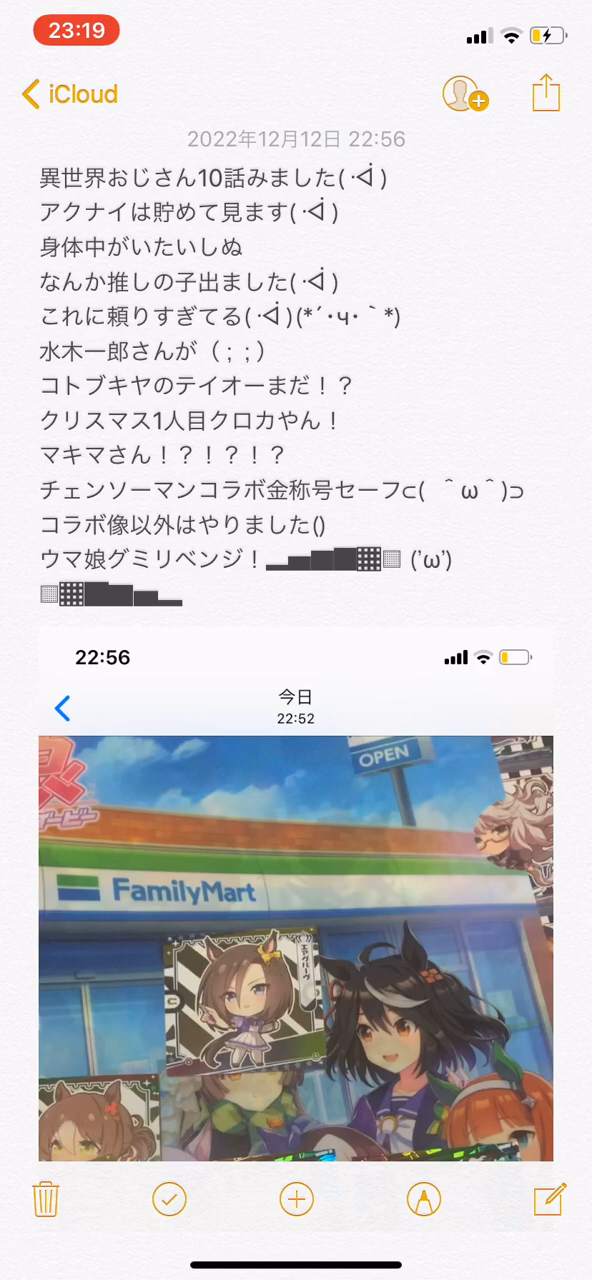 23:19
iCloud
2022年12月12日 22:56
異世界おじさん10話みました( ᐙ )
アクナイは貯めて見ます( ᐙ )
身体中がいたいしぬ
なんか推しの子出ました( ᐙ )
これに頼りすぎてる( ᐙ )(*´･ч･｀*)
水木一郎さんが（ ; ; ）
コトブキヤのテイオーまだ！？
クリスマス1人目クロカやん！
マキマさん！？！？！？
チェンソーマンコラボ金称号セーフ⊂(　＾ω＾)⊃
コラボ像以外はやりました()
ウマ娘グミリベンジ！▂▅▇█▓▒ ('ω')
▒▓█▇▅▂
22:56
今日
22:52
OPEN
FamilyMart
エアグルーヴ